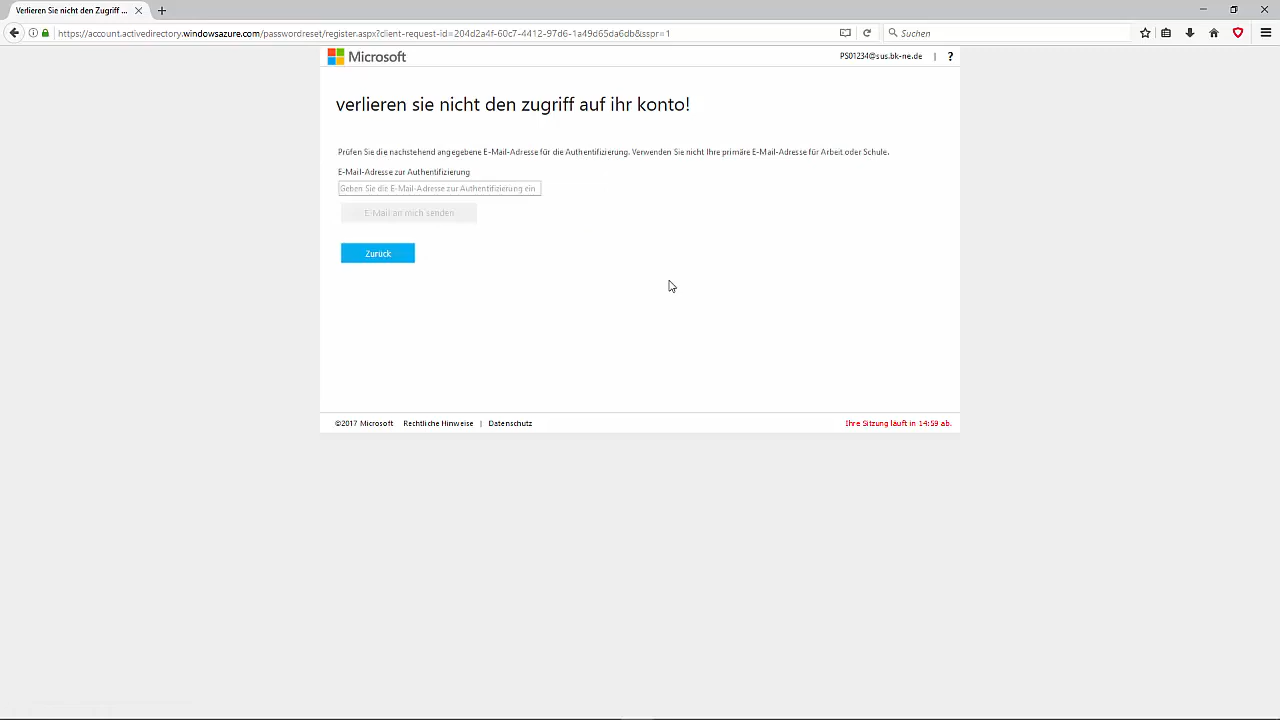 Verlieren Sie nicht den Zugriff ...
https://account.activedirectory.windowsazure.com/passwordreset/register.aspx?client-request-id=204d2a4f-60c7-4412-97d6-1a49d65da6db&sspr=1
Suchen
Microsoft
PS01234@sus.bk-ne.de | ?
verlieren sie nicht den zugriff auf ihr konto!
Prüfen Sie die nachstehend angegebene E-Mail-Adresse für die Authentifizierung. Verwenden Sie nicht Ihre primäre E-Mail-Adresse für Arbeit oder Schule.
E-Mail-Adresse zur Authentifizierung
Geben Sie die E-Mail-Adresse zur Authentifizierung ein
E-Mail an mich senden
Zurück
©2017 Microsoft Rechtliche Hinweise | Datenschutz
Ihre Sitzung läuft in 14:59 ab.